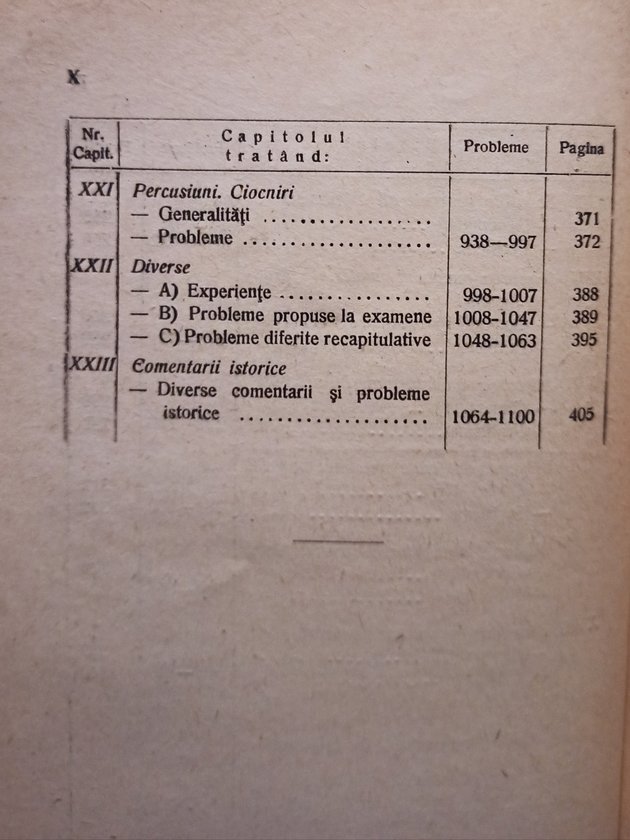 X
Nr. Capit. Capitolul tratând: Probleme Pagina
XXI Percusiuni. Ciocniri
— Generalităţi .................. 371
— Probleme .................... 938—997 372
XXII Diverse
— A) Experienţe ................ 998-1007 388
— B) Probleme propuse la examene 1008-1047 389
— C) Probleme diferite recapitulative 1048-1063 395
XXIII Comentarii istorice
— Diverse comentarii şi probleme
istorice .................... 1064-1100 405